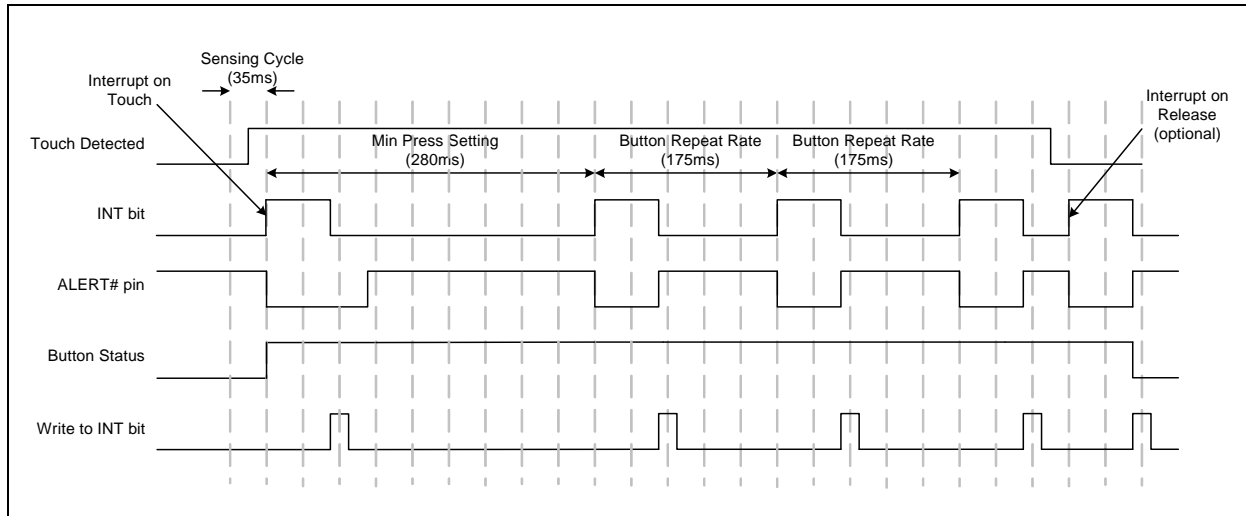 Sensing Cycle
(35ms)
Interrupt on
Touch
Interrupt on
Release
(optional)
Touch Detected
Min Press Setting
(280ms)
Button Repeat Rate
(175ms)
Button Repeat Rate
(175ms)
INT bit
ALERT# pin
Button Status
Write to INT bit